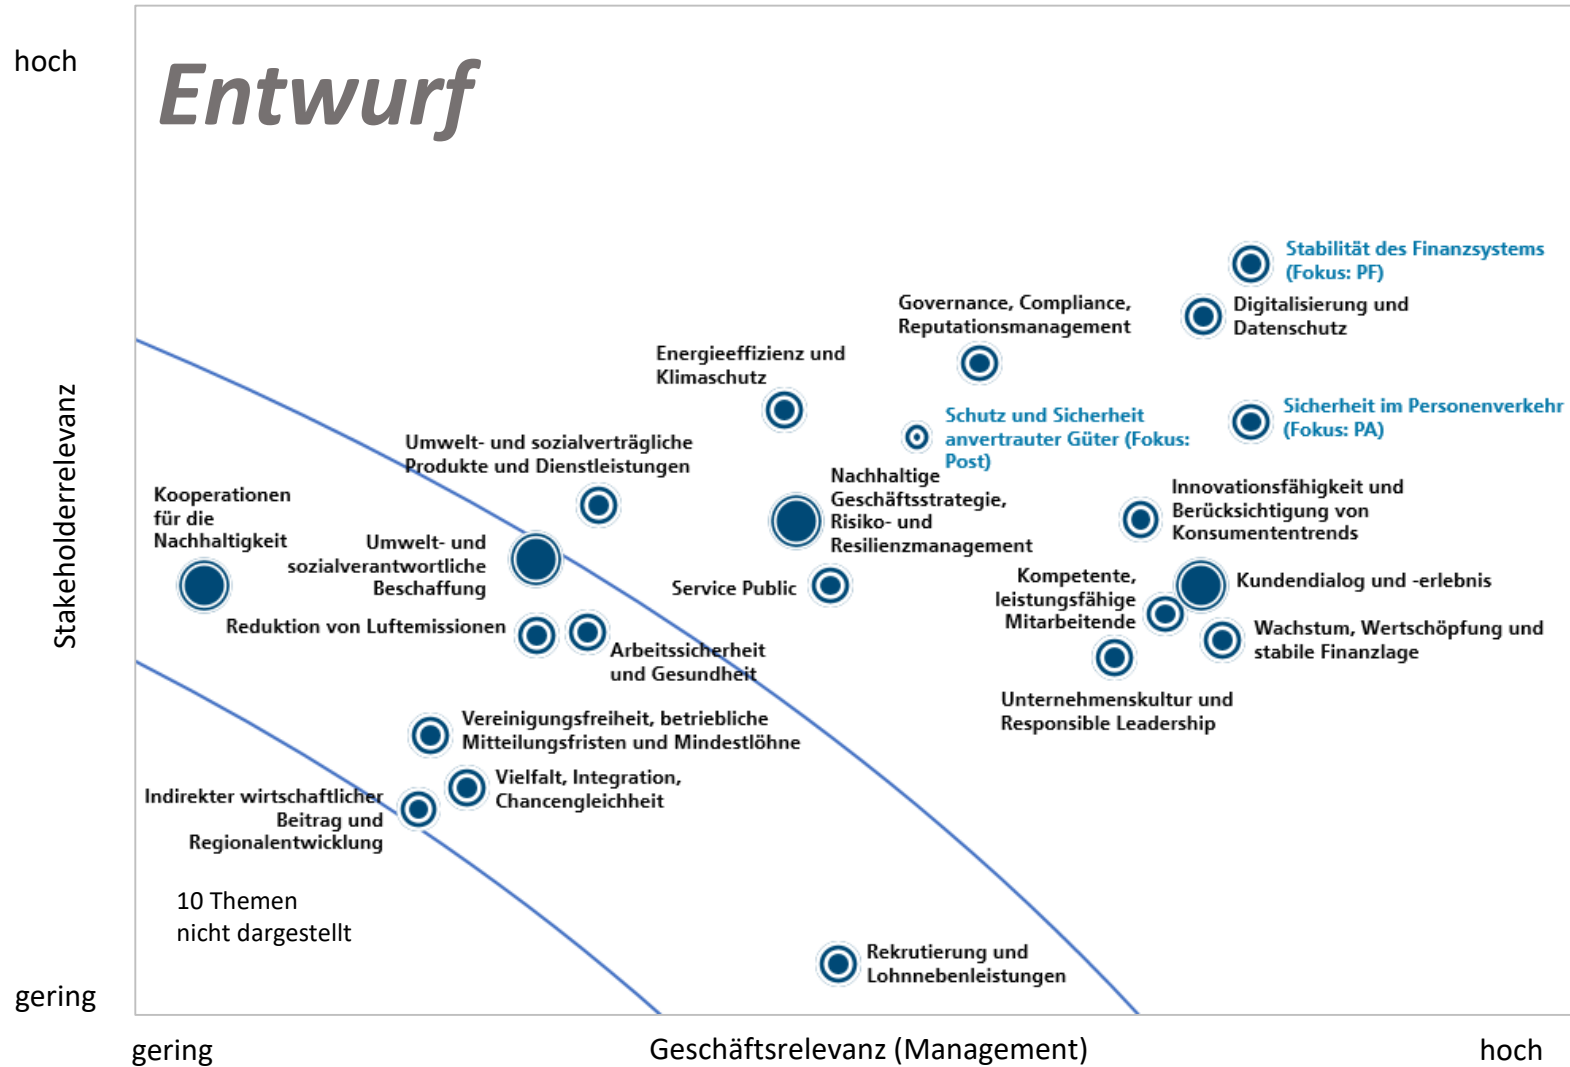 hoch
Entwurf
Stabilität des Finanzsystems
(Fokus: PF)
Governance, Compliance,
Reputationsmanagement
Digitalisierung und
Datenschutz
Energieeffizienz und
Klimaschutz
Schutz und Sicherheit
anvertrauter Güter (Fokus:
Post)
Sicherheit im Personenverkehr
(Fokus: PA)
Umwelt- und sozialverträgliche
Produkte und Dienstleistungen
Nachhaltige
Geschäftsstrategie,
Risiko- und
Resilienzmanagement
Innovationsfähigkeit und
Berücksichtigung von
Konsumententrends
Kooperationen
für die
Nachhaltigkeit
Umwelt- und
sozialverantwortliche
Beschaffung
Service Public
Kompetente,
leistungsfähige
Mitarbeitende
Kundendialog und -erlebnis
Reduktion von Luftemissionen
Arbeitssicherheit
und Gesundheit
Wachstum, Wertschöpfung und
stabile Finanzlage
Unternehmenskultur und
Responsible Leadership
Vereinigungsfreiheit, betriebliche
Mitteilungsfristen und Mindestlöhne
Vielfalt, Integration,
Chancengleichheit
Indirekter wirtschaftlicher
Beitrag und
Regionalentwicklung
10 Themen
nicht dargestellt
Rekrutierung und
Lohnnebenleistungen
Stakeholderrelevanz
gering
gering
Geschäftsrelevanz (Management)
hoch